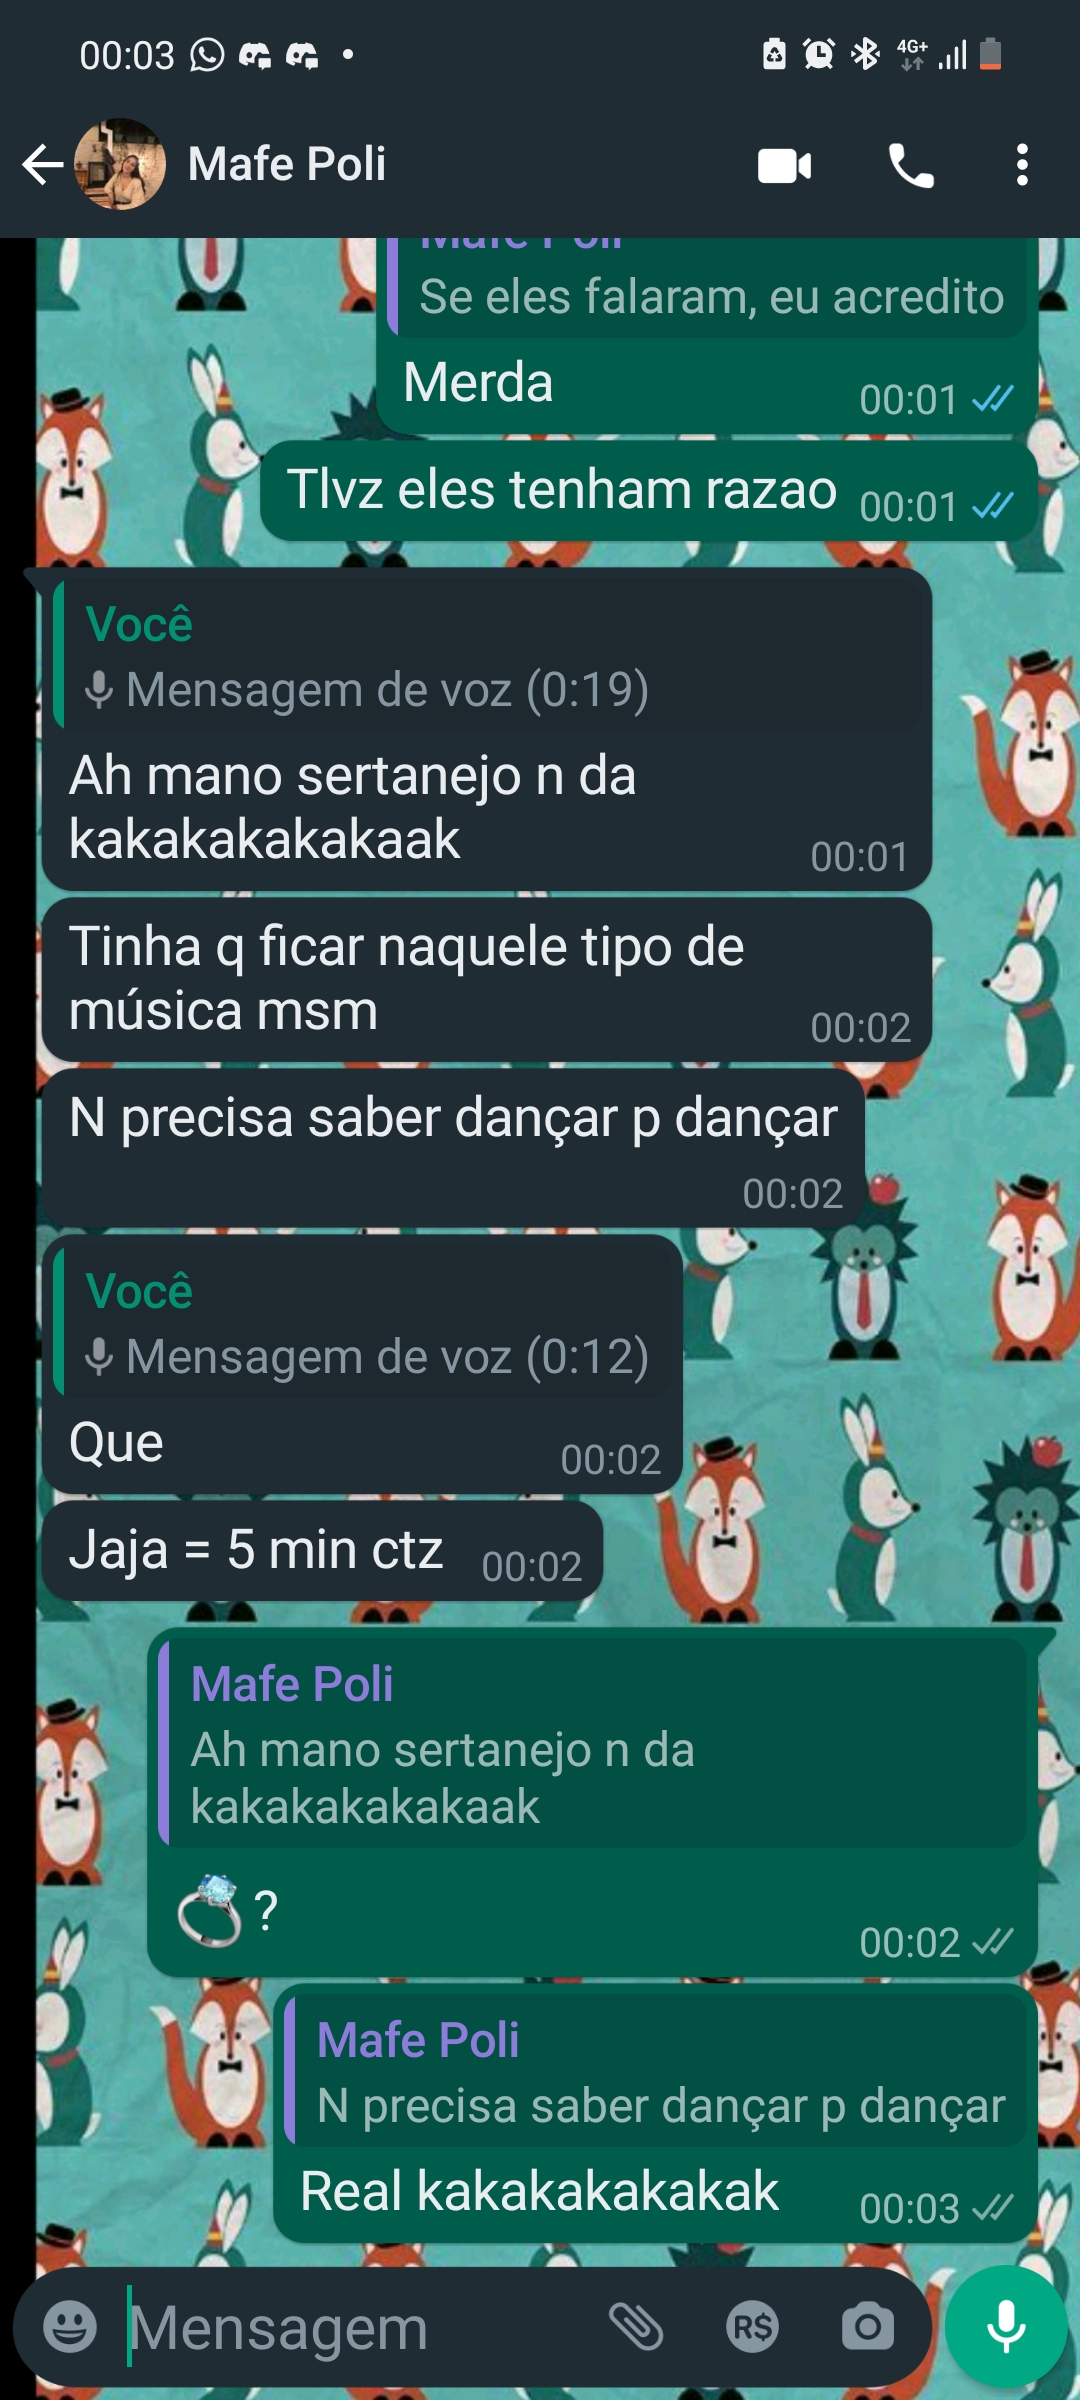 00:03
4G+
Mafe Poli
Mafe Poli
Se eles falaram, eu acredito
Merda
00:01
Tlvz eles tenham razao
00:01
Você
Mensagem de voz (0:19)
Ah mano sertanejo n da
kakakakakakaak
00:01
Tinha q ficar naquele tipo de
música msm
00:02
N precisa saber dançar p dançar
00:02
Você
Mensagem de voz (0:12)
Que
00:02
Jaja = 5 min ctz
00:02
Mafe Poli
Ah mano sertanejo n da
kakakakakakaak
💍?
00:02
Mafe Poli
N precisa saber dançar p dançar
Real kakakakakakak
00:03
Mensagem
R$